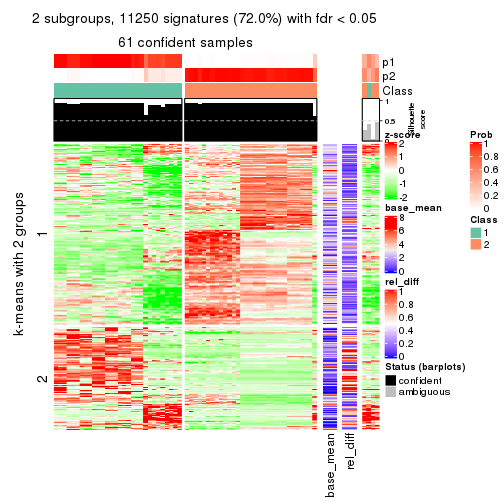 2 subgroups, 11250 signatures (72.0%) with fdr < 0.05
61 confident samples
p1
p2
Class
1
0.5
0
Silhouette
score
k-means with 2 groups
1
2
base_mean
rel_diff
z-score
2
1
0
-1
-2
base_mean
8
6
4
2
0
rel_diff
1
0.8
0.6
0.4
0.2
0
Status (barplots)
confident
ambiguous
Prob
1
0.8
0.6
0.4
0.2
0
Class
1
2